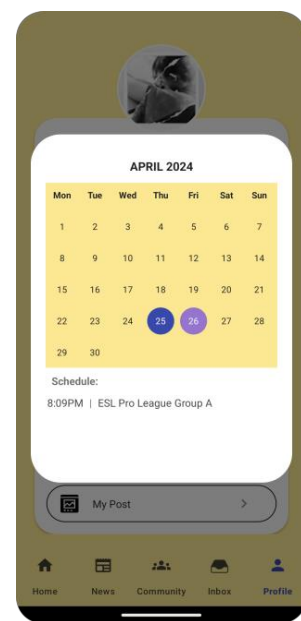 APRIL 2024
Mon Tue Wed Thu Fri Sat Sun
1 2 3 4 5 6 7
8 9 10 11 12 13 14
15 16 17 18 19 20 21
22 23 24 25 26 27 28
29 30
Schedule:
8:09PM | ESL Pro League Group A
My Post
Home News Community Inbox Profile